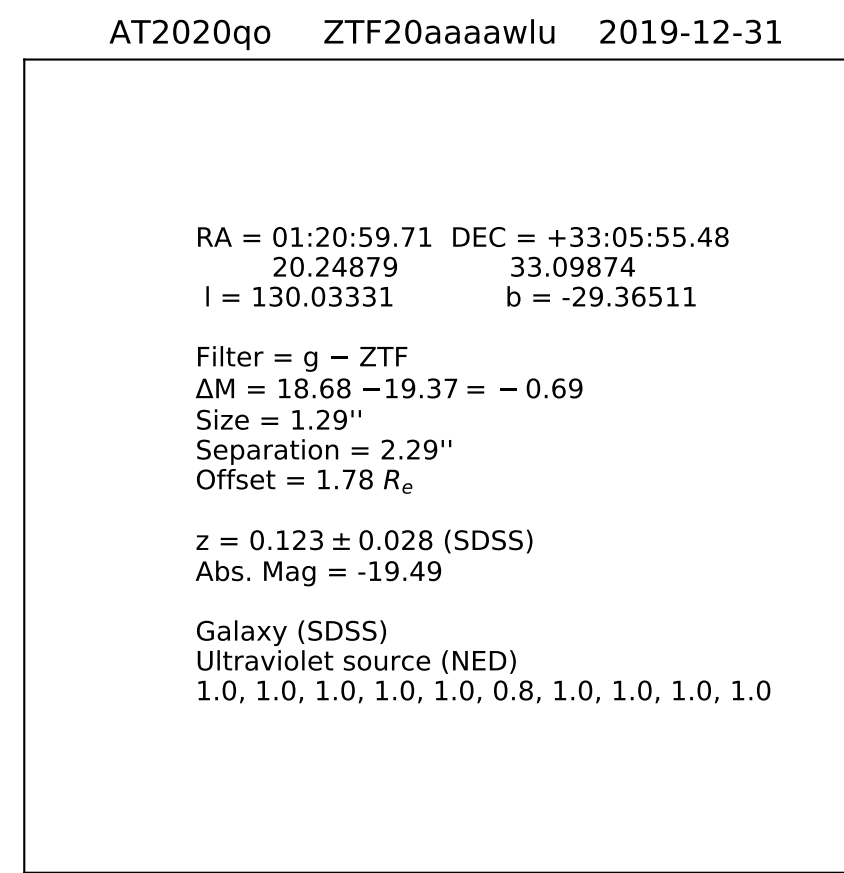 AT2020qo ZTF20aaaawlu 2019-12-31
RA = 01:20:59.71 DEC = +33:05:55.48
20.24879 33.09874
l = 130.03331 b = -29.36511
Filter = g − ZTF
ΔM = 18.68 −19.37 = − 0.69
Size = 1.29''
Separation = 2.29''
Offset = 1.78 Rₑ
z = 0.123 ± 0.028 (SDSS)
Abs. Mag = -19.49
Galaxy (SDSS)
Ultraviolet source (NED)
1.0, 1.0, 1.0, 1.0, 1.0, 0.8, 1.0, 1.0, 1.0, 1.0